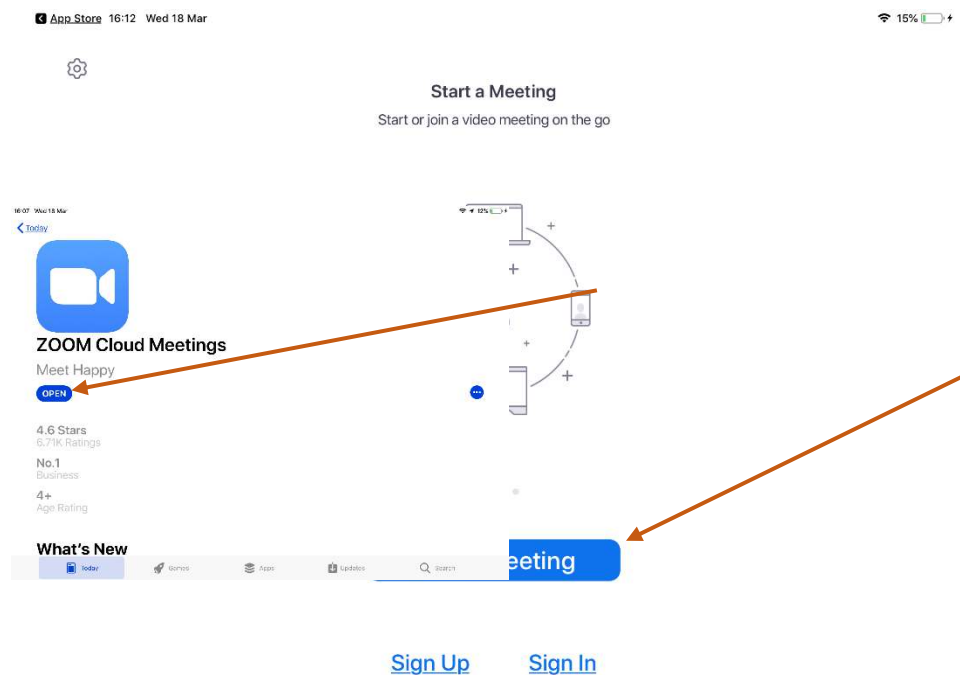 App Store 16:12 Wed 18 Mar
15%
Start a Meeting
Start or join a video meeting on the go
16:07 Wed 18 Mar
12%
Today
ZOOM Cloud Meetings
Meet Happy
OPEN
4.6 Stars
6.71K Ratings
No.1
Business
4+
Age Rating
What's New
Today Games Apps Updates Search
eeting
Sign Up Sign In